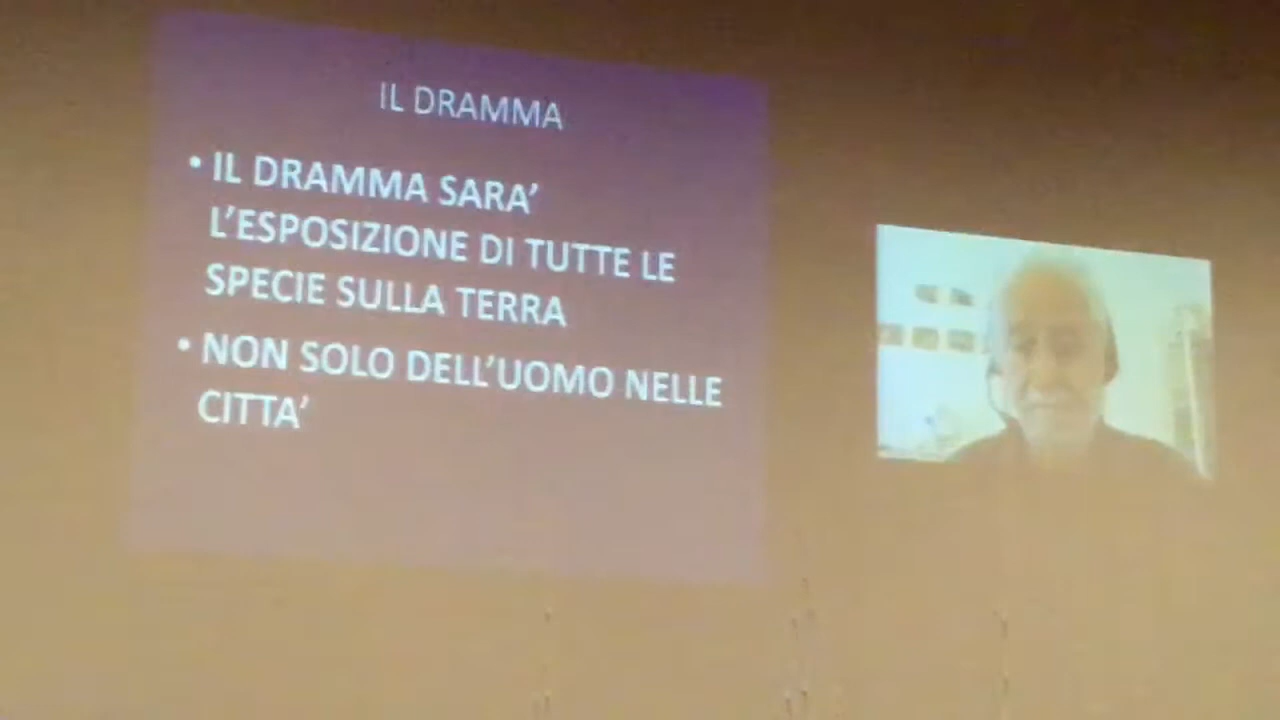 IL DRAMMA
• IL DRAMMA SARA'
L'ESPOSIZIONE DI TUTTE LE
SPECIE SULLA TERRA
• NON SOLO DELL'UOMO NELLE
CITTA'